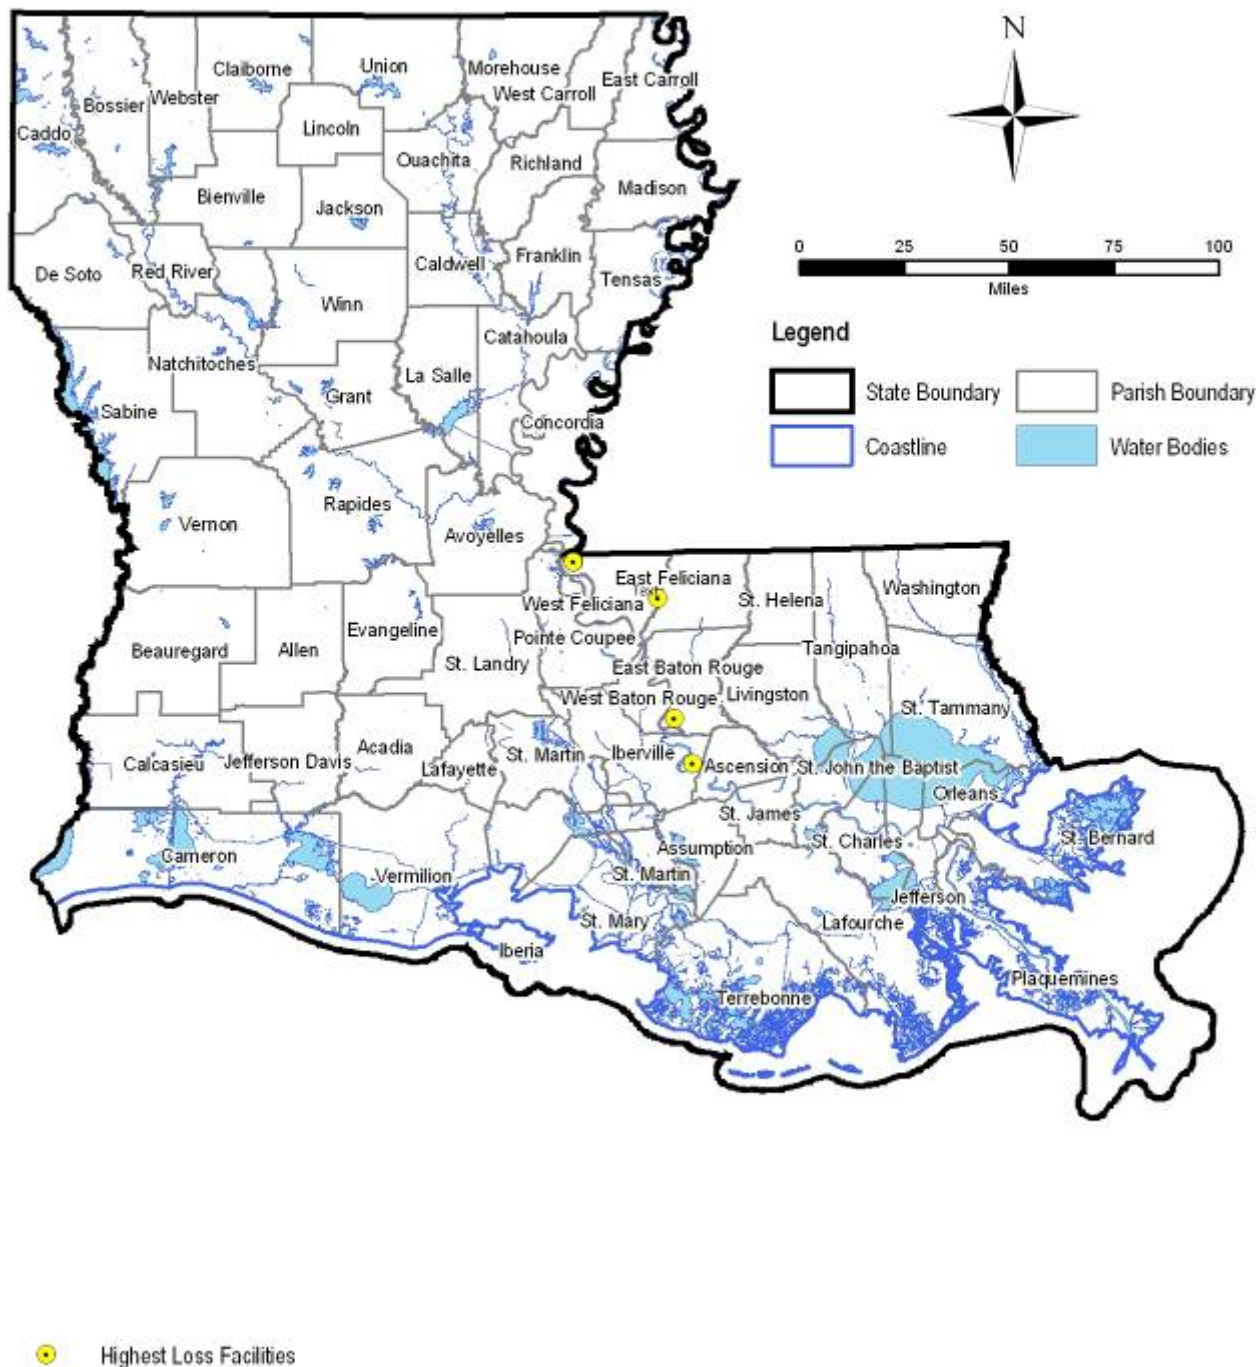 N
Claiborne
Union
Morehouse
West Carroll
East Carroll
Bossier
Webster
Caddo
Lincoln
Ouachita
Richland
Madison
Bienville
Jackson
De Soto
Red River
Caldwell
Franklin
Tensas
Winn
0 25 50 75 100
Miles
Legend
State Boundary
Parish Boundary
Coastline
Water Bodies
Natchitoches
Catahoula
La Salle
Grant
Sabine
Concordia
Vernon
Rapides
Avoyelles
East Feliciana
West Feliciana
St. Helena
Washington
Beauregard
Allen
Evangeline
St. Landry
Pointe Coupee
Tangipahoa
East Baton Rouge
West Baton Rouge
Livingston
St. Tammany
Calcasieu
Jefferson Davis
Acadia
Lafayette
St. Martin
Iberville
Ascension
St. John the Baptist
Orleans
St. James
St. Charles
St. Bernard
Cameron
Vermilion
Assumption
St. Martin
Jefferson
St. Mary
Lafourche
Iberia
Terrebonne
Plaquemines
Highest Loss Facilities